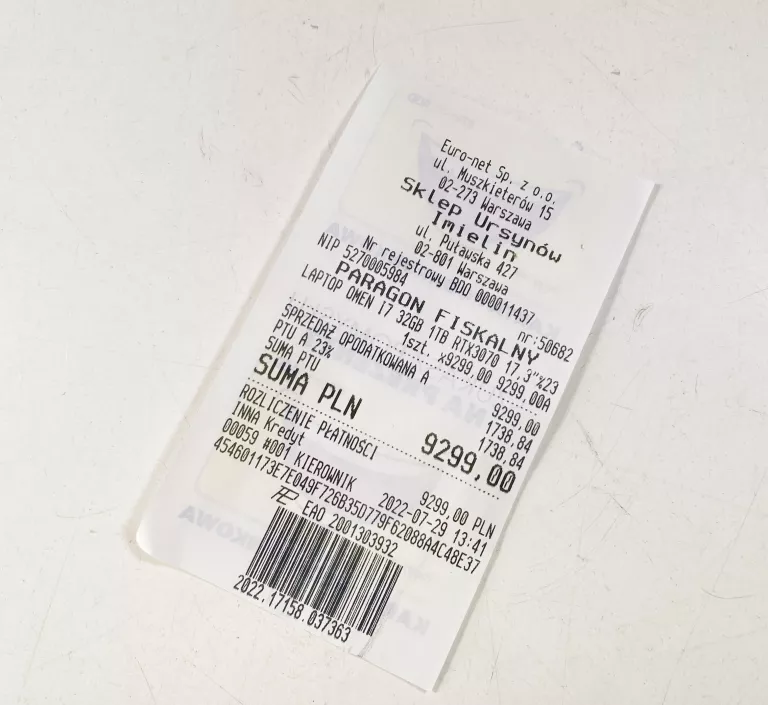 Euro-net Sp. z o.o.
ul. Muszkieterów 15
02-273 Warszawa
Sklep Ursynów
Imielin
ul. Puławska 427
02-801 Warszawa
Nr rejestrowy BDO 000011437
NIP 5270005984 nr:50682
PARAGON FISKALNY
LAPTOP OMEN I7 32GB 1TB RTX3070 17,3"%23
1szt. x9299,00 9299,00A
SPRZEDAŻ OPODATKOWANA A 9299,00
PTU A 23% 1738,84
SUMA PTU 1738,84
SUMA PLN 9299,00
ROZLICZENIE PŁATNOŚCI
INNA Kredyt 9299,00 PLN
00059 #001 KIEROWNIK 2022-07-29 13:41
454601173E7E049F726B35D779F62088A4C48E37
EAO 2001303932
2022.17158.037363